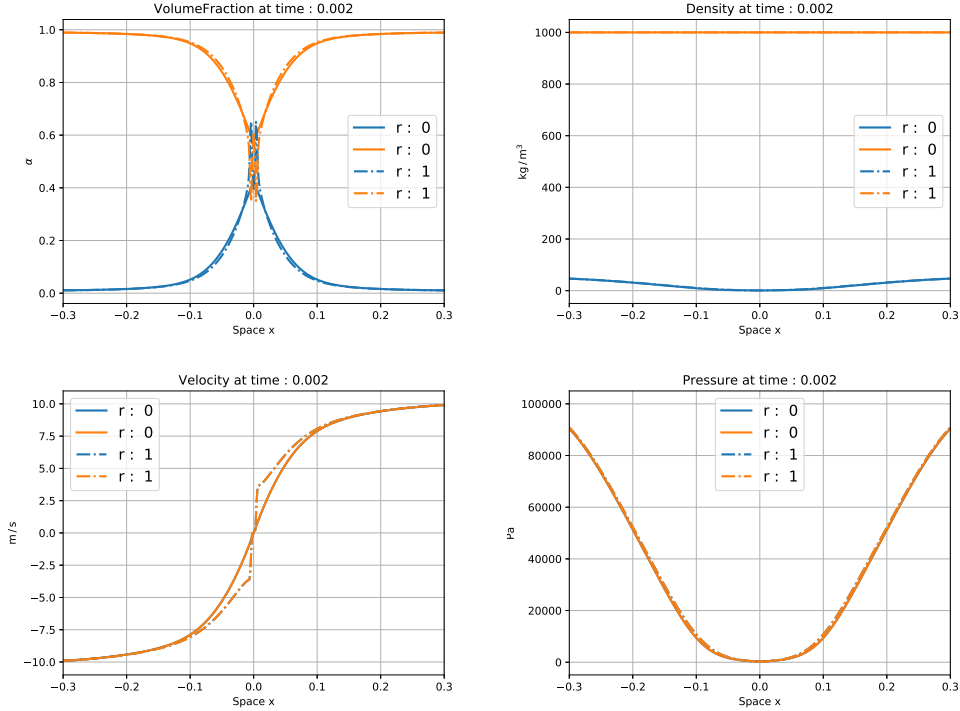 VolumeFraction at time : 0.002
1.0
0.8
0.6
0.4
0.2
0.0
α
r : 0
r : 0
r : 1
r : 1
−0.3 −0.2 −0.1 0.0 0.1 0.2 0.3
Space x
Density at time : 0.002
1000
800
600
400
200
0
kg / m³
r : 0
r : 0
r : 1
r : 1
−0.3 −0.2 −0.1 0.0 0.1 0.2 0.3
Space x
Velocity at time : 0.002
10.0
7.5
5.0
2.5
0.0
−2.5
−5.0
−7.5
−10.0
m / s
r : 0
r : 0
r : 1
r : 1
−0.3 −0.2 −0.1 0.0 0.1 0.2 0.3
Space x
Pressure at time : 0.002
100000
80000
60000
40000
20000
0
Pa
r : 0
r : 0
r : 1
r : 1
−0.3 −0.2 −0.1 0.0 0.1 0.2 0.3
Space x